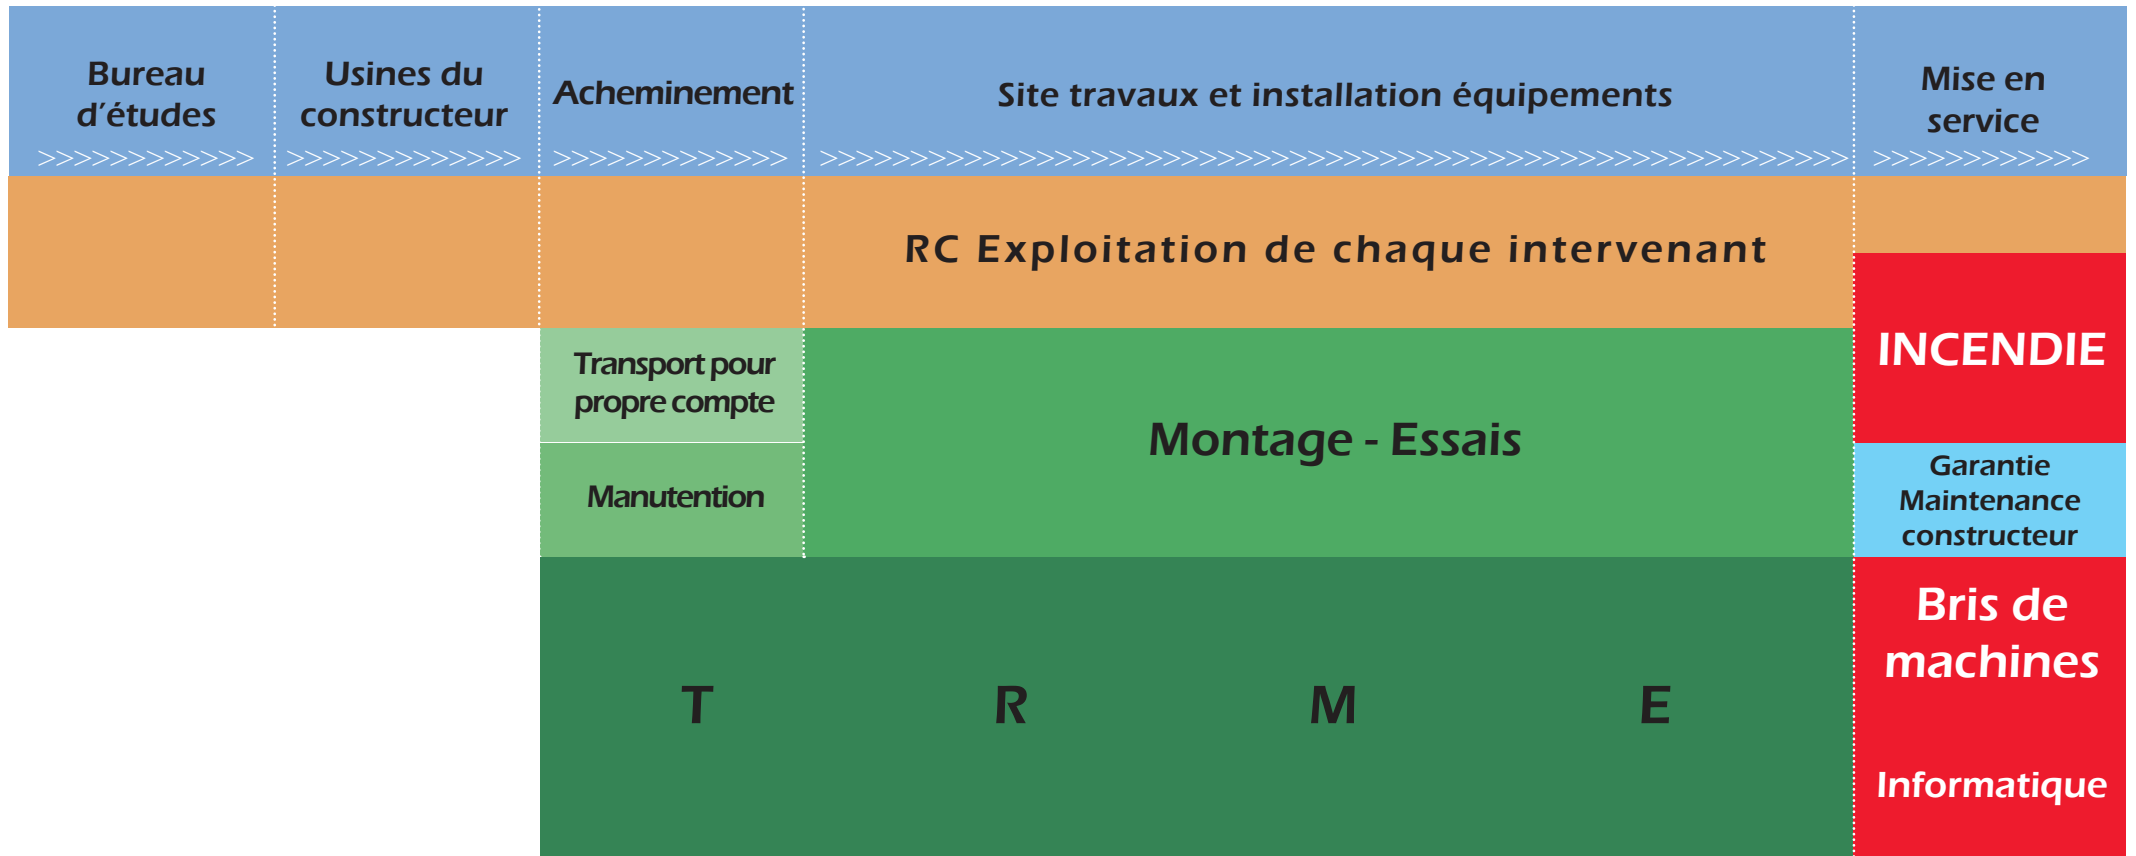 Bureau
d'études
Usines du
constructeur
Acheminement
Site travaux et installation équipements
Mise en
service
>>>>>>>>>>>> >>>>>>>>>>>>> >>>>>>>>>>>>> >>>>>>>>>>>>>>>>>>>>>>>>>>>>>>>>>>>>>>>>>>>>>>>>>>>>>>>>> >>>>>>>>>>>>
RC Exploitation de chaque intervenant
INCENDIE
Transport pour
propre compte
Montage - Essais
Manutention
Garantie
Maintenance
constructeur
Bris de
machines
T R M E
Informatique